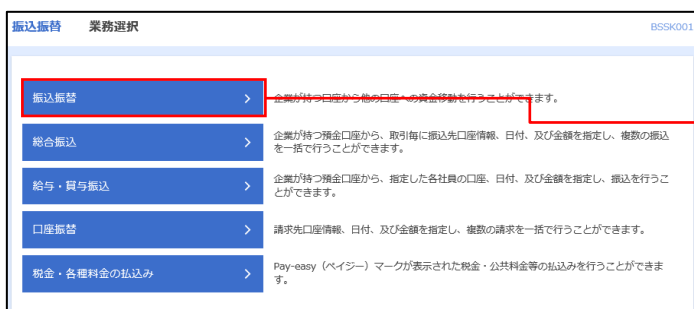 振込振替 業務選択 BSSK001
振込振替
企業が持つ口座から他の口座への資金移動を行うことができます。
総合振込
企業が持つ預金口座から、取引毎に振込先口座情報、日付、及び金額を指定し、複数の振込
を一括で行うことができます。
給与・賞与振込
企業が持つ預金口座から、指定した各社員の口座、日付、及び金額を指定し、振込を行うこ
とができます。
口座振替
請求先口座情報、日付、及び金額を指定し、複数の請求を一括で行うことができます。
税金・各種料金の払込み
Pay-easy（ペイジー）マークが表示された税金・公共料金等の払込みを行うことができま
す。